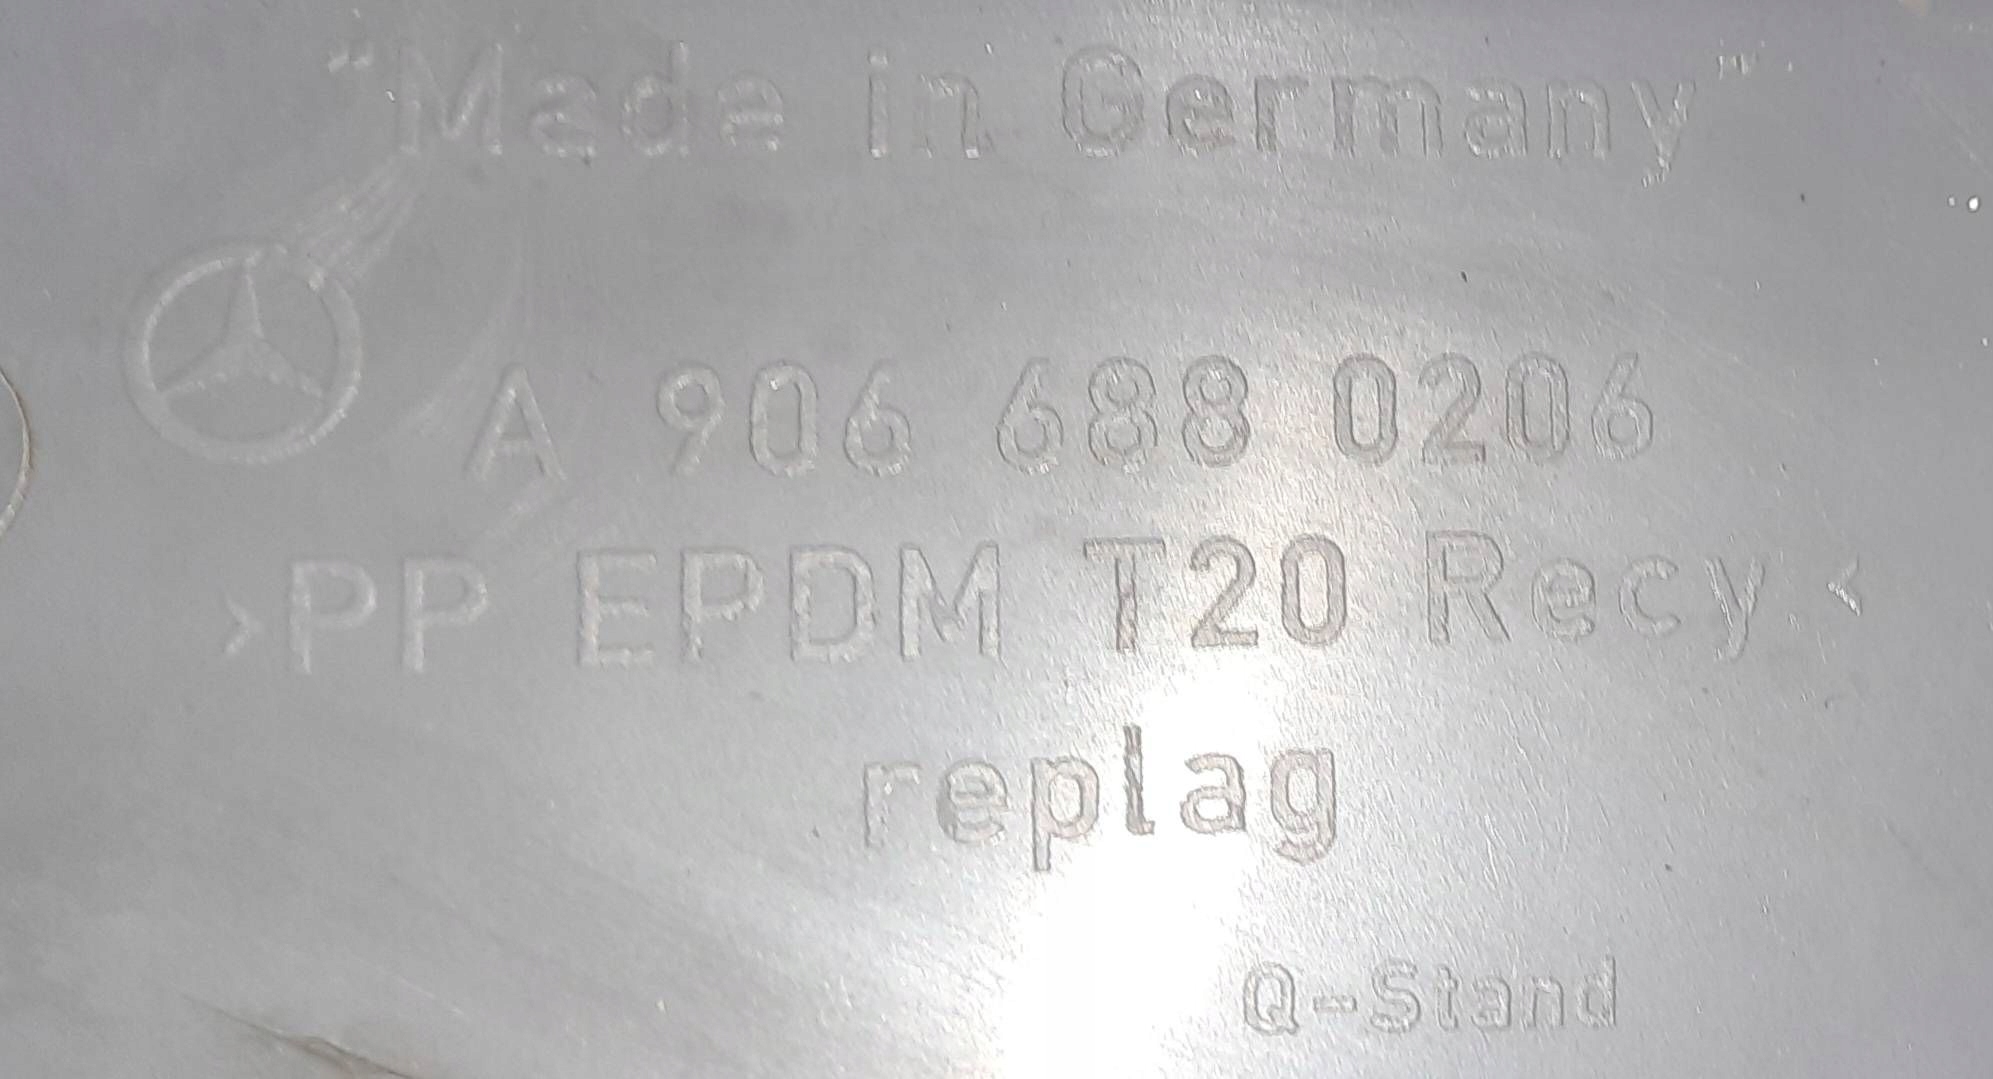 "Made in Germany"
A 906 688 0206
>PP EPDM T20 Recy<
replag
Q-Stand